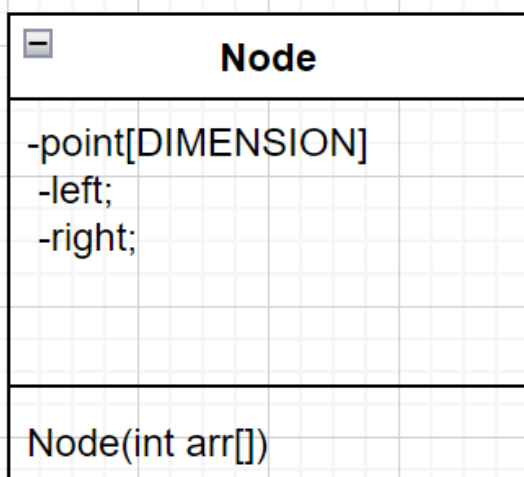 Node
-point[DIMENSION]
-left;
-right;
Node(int arr[])